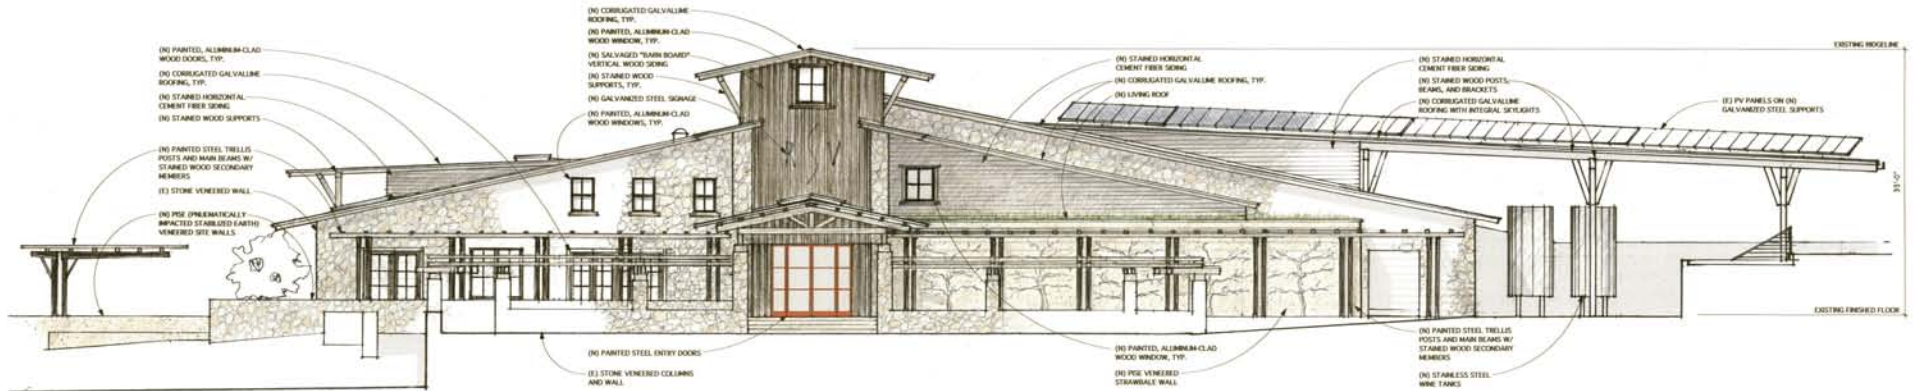 (N) CORRUGATED GALVALUME
ROOFING, TYP.
(N) PAINTED, ALUMINUM-CLAD
WOOD WINDOW, TYP.
(N) SALVAGED "BARN BOARD"
VERTICAL WOOD SIDING
(N) STAINED WOOD
SUPPORTS, TYP.
(N) GALVANIZED STEEL SIGNAGE
(N) PAINTED, ALUMINUM-CLAD
WOOD WINDOWS, TYP.
(N) PAINTED, ALUMINUM-CLAD
WOOD DOORS, TYP.
(N) CORRUGATED GALVALUME
ROOFING, TYP.
(N) STAINED HORIZONTAL
CEMENT FIBER SIDING
(N) STAINED WOOD SUPPORTS
(N) PAINTED STEEL TRELLIS
POSTS AND MAIN BEAMS W/
STAINED WOOD SECONDARY
MEMBERS
(E) STONE VENEERED WALL
(N) PISE (PNUEMATICALLY
IMPACTED STABILIZED EARTH)
VENEERED SITE WALLS
(N) STAINED HORIZONTAL
CEMENT FIBER SIDING
(N) CORRUGATED GALVALUME ROOFING, TYP.
(N) LIVING ROOF
(N) STAINED HORIZONTAL
CEMENT FIBER SIDING
(N) STAINED WOOD POSTS,
BEAMS, AND BRACKETS
(N) CORRUGATED GALVALUME
ROOFING WITH INTEGRAL SKYLIGHTS
EXISTING RIDGELINE
(E) PV PANELS ON (N)
GALVANIZED STEEL SUPPORTS
35'-0"
EXISTING FINISHED FLOOR
(N) PAINTED STEEL ENTRY DOORS
(E) STONE VENEERED COLUMNS
AND WALL
(N) PAINTED, ALUMINUM-CLAD
WOOD WINDOW, TYP.
(N) PISE VENEERED
STRAWBALE WALL
(N) PAINTED STEEL TRELLIS
POSTS AND MAIN BEAMS W/
STAINED WOOD SECONDARY
MEMBERS
(N) STAINLESS STEEL
WINE TANKS